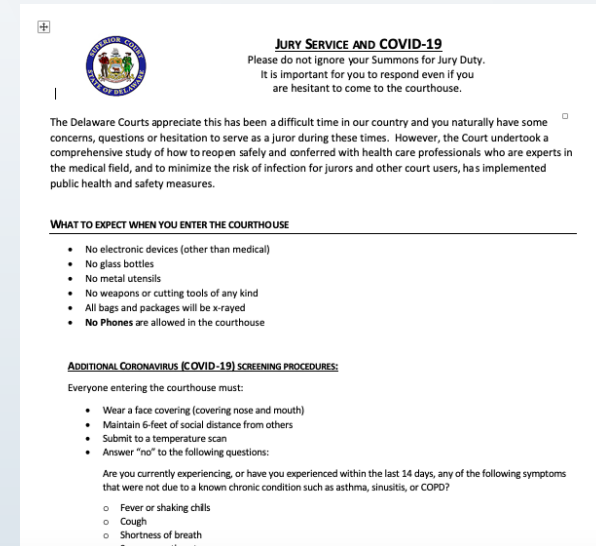 SUPERIOR COURT
STATE OF DELAWARE
JURY SERVICE AND COVID-19
Please do not ignore your Summons for Jury Duty.
It is important for you to respond even if you
are hesitant to come to the courthouse.
The Delaware Courts appreciate this has been a difficult time in our country and you naturally have some
concerns, questions or hesitation to serve as a juror during these times. However, the Court undertook a
comprehensive study of how to reopen safely and conferred with health care professionals who are experts in
the medical field, and to minimize the risk of infection for jurors and other court users, has implemented
public health and safety measures.
WHAT TO EXPECT WHEN YOU ENTER THE COURTHOUSE
• No electronic devices (other than medical)
• No glass bottles
• No metal utensils
• No weapons or cutting tools of any kind
• All bags and packages will be x-rayed
• No Phones are allowed in the courthouse
ADDITIONAL CORONAVIRUS (COVID-19) SCREENING PROCEDURES:
Everyone entering the courthouse must:
• Wear a face covering (covering nose and mouth)
• Maintain 6-feet of social distance from others
• Submit to a temperature scan
• Answer "no" to the following questions:
Are you currently experiencing, or have you experienced within the last 14 days, any of the following symptoms
that were not due to a known chronic condition such as asthma, sinusitis, or COPD?
o Fever or shaking chills
o Cough
o Shortness of breath